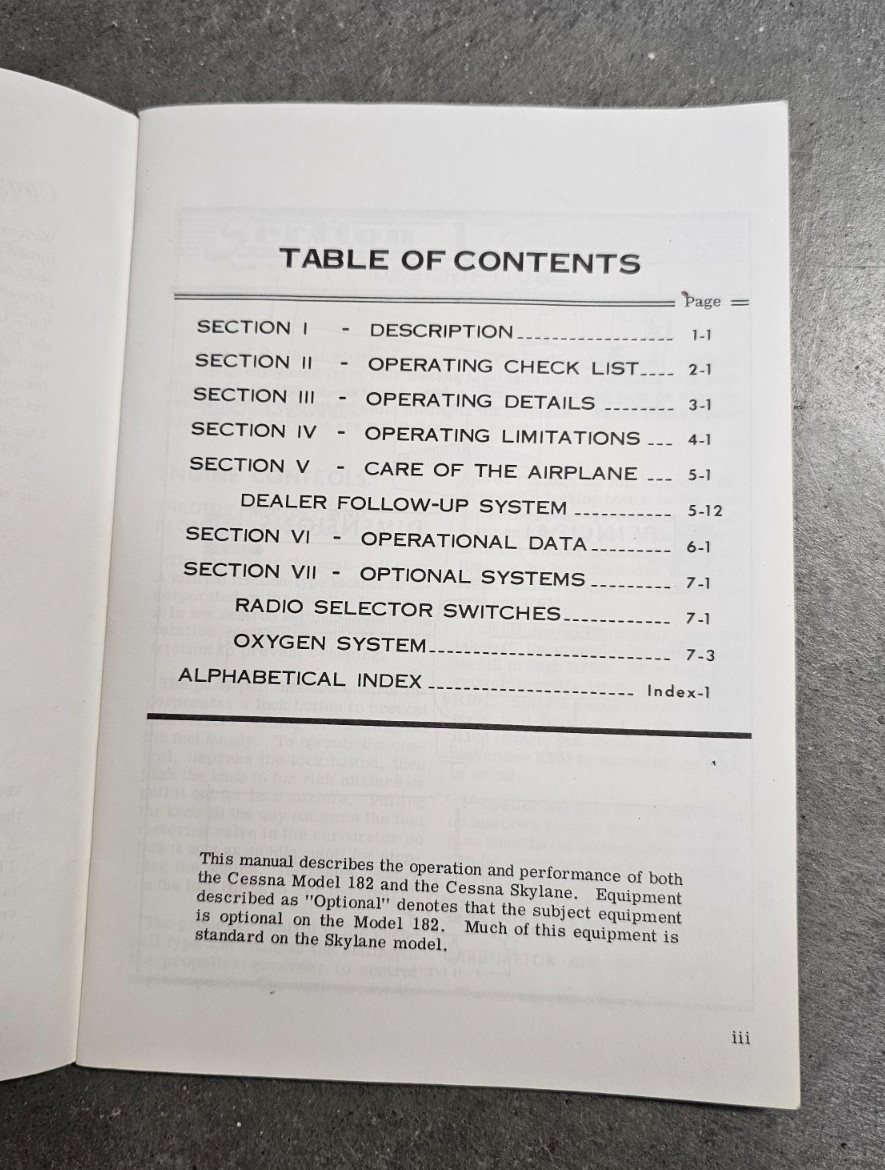 TABLE OF CONTENTS
Page
SECTION I - DESCRIPTION 1-1
SECTION II - OPERATING CHECK LIST 2-1
SECTION III - OPERATING DETAILS 3-1
SECTION IV - OPERATING LIMITATIONS 4-1
SECTION V - CARE OF THE AIRPLANE 5-1
DEALER FOLLOW-UP SYSTEM 5-12
SECTION VI - OPERATIONAL DATA 6-1
SECTION VII - OPTIONAL SYSTEMS 7-1
RADIO SELECTOR SWITCHES 7-1
OXYGEN SYSTEM 7-3
ALPHABETICAL INDEX Index-1
This manual describes the operation and performance of both
the Cessna Model 182 and the Cessna Skylane. Equipment
described as "Optional" denotes that the subject equipment
is optional on the Model 182. Much of this equipment is
standard on the Skylane model.
iii